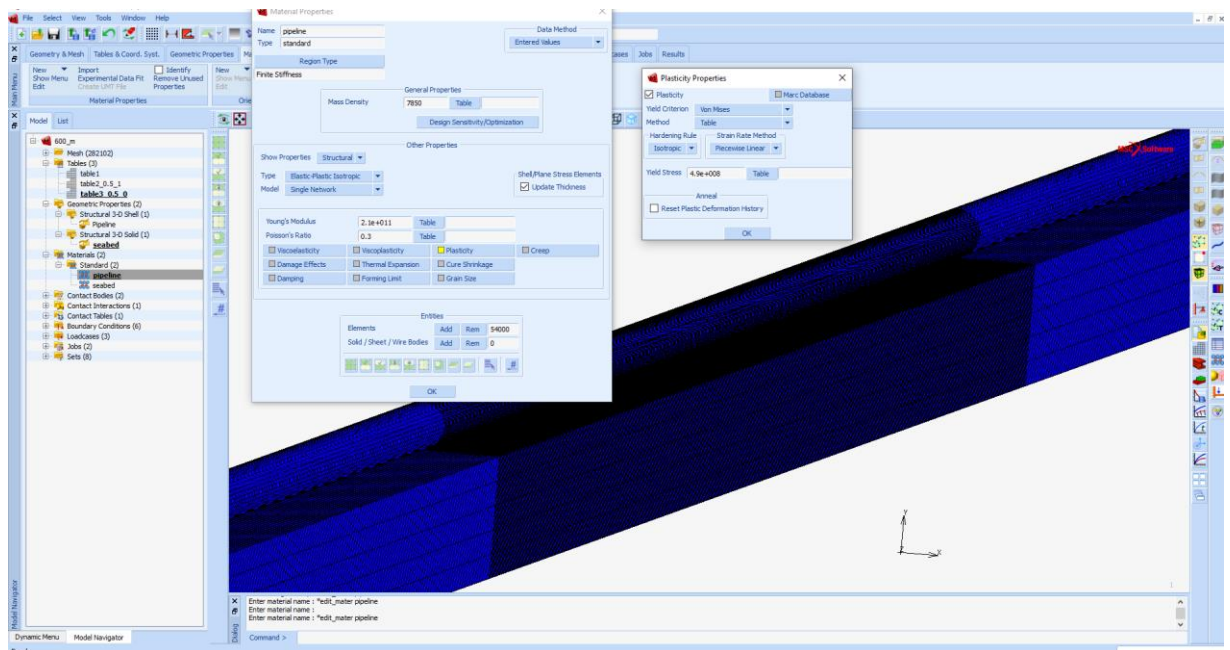 File Select View Tools Window Help
Geometry & Mesh Tables & Coord. Syst. Geometric Properties
Jobs Results
New Import Identify New
Show Menu Experimental Data Fit Remove Unused Show Menu
Edit Create UMT File Properties Edit
Material Properties
Main Menu
Model List
600_m
Mesh (282102)
Tables (3)
table1
table2_0.5_1
table3_0.5_0
Geometric Properties (2)
Structural 3-D Shell (1)
Pipeline
Structural 3-D Solid (1)
seabed
Materials (2)
Standard (2)
pipeline
seabed
Contact Bodies (2)
Contact Interactions (1)
Contact Tables (1)
Boundary Conditions (6)
Loadcases (3)
Jobs (2)
Sets (8)
Model Navigator
Dynamic Menu Model Navigator
Material Properties
Name pipeline
Type standard
Data Method
Entered Values
Region Type
Finite Stiffness
General Properties
Mass Density 7850 Table
Design Sensitivity/Optimization
Other Properties
Show Properties Structural
Type Elastic-Plastic Isotropic
Model Single Network
Shell/Plane Stress Elements
Update Thickness
Young's Modulus 2.1e+011 Table
Poisson's Ratio 0.3 Table
Viscoelasticity Viscoplasticity Plasticity Creep
Damage Effects Thermal Expansion Cure Shrinkage
Damping Forming Limit Grain Size
Entities
Elements Add Rem 54000
Solid / Sheet / Wire Bodies Add Rem 0
OK
Plasticity Properties
Plasticity Marc Database
Yield Criterion Von Mises
Method Table
Hardening Rule Strain Rate Method
Isotropic Piecewise Linear
Yield Stress 4.9e+008 Table
Anneal
Reset Plastic Deformation History
OK
Software
Y
X
Z
1
Dialog
Enter material name : *edit_mater pipeline
Enter material name :
Enter material name : *edit_mater pipeline
Command >